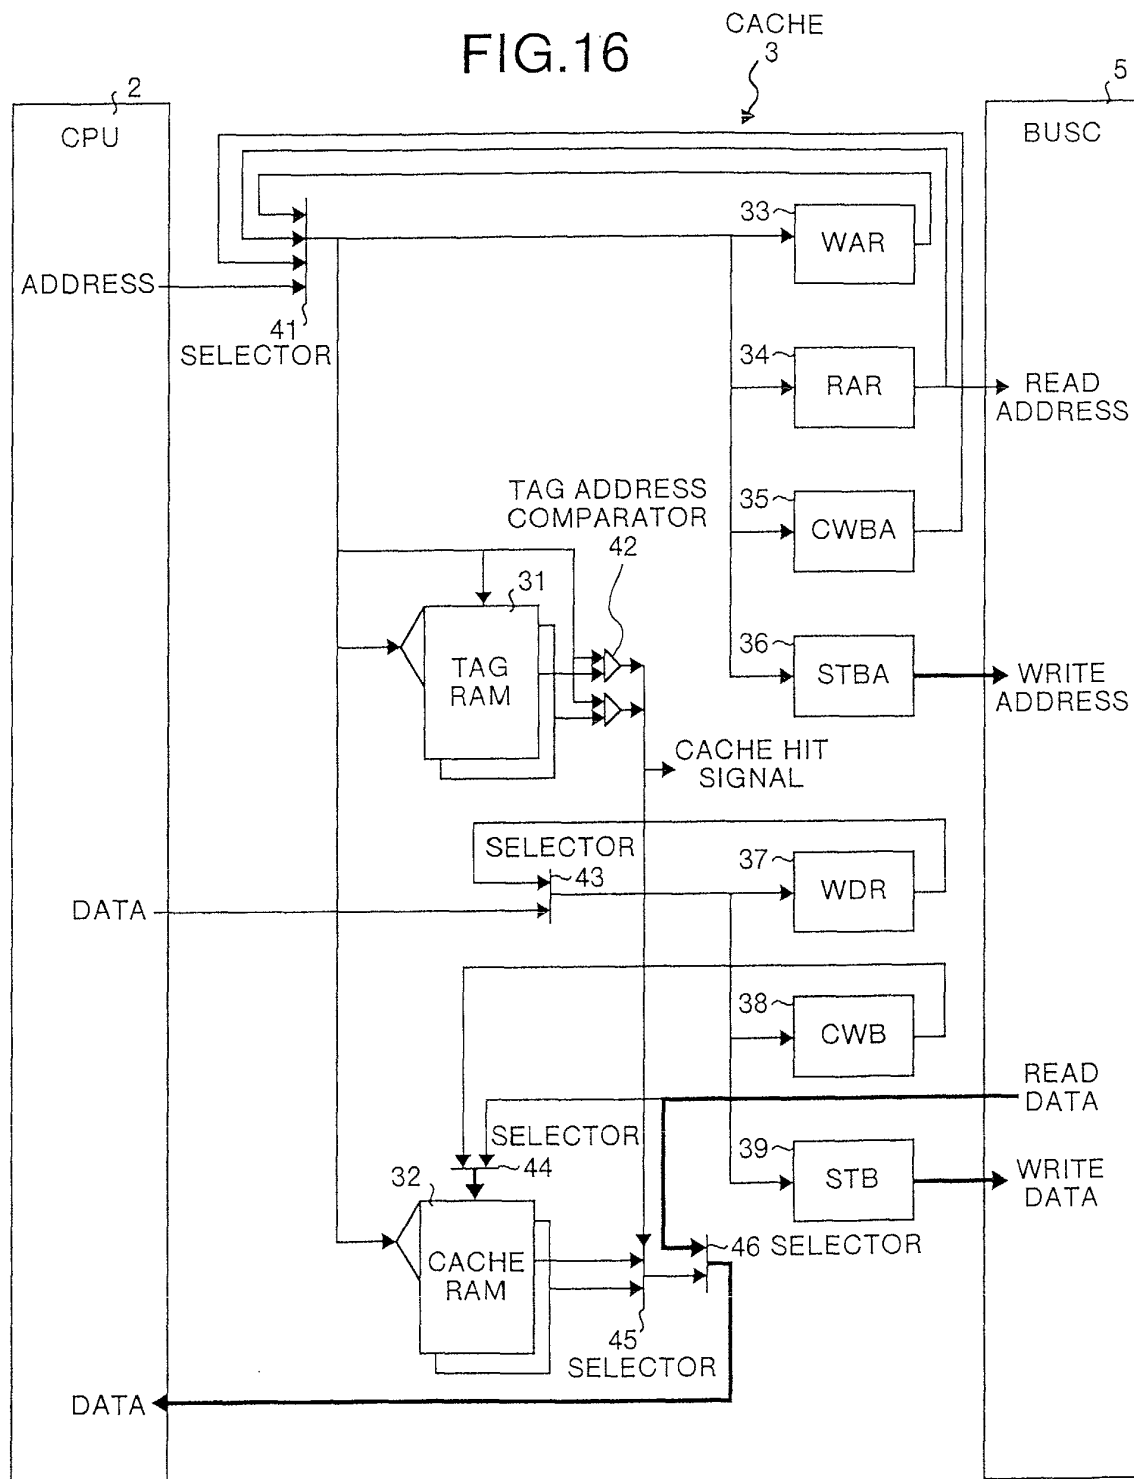 FIG.16
CACHE
3
2
CPU
5
BUSC
33
WAR
ADDRESS
41
SELECTOR
34
RAR
READ
ADDRESS
TAG ADDRESS
COMPARATOR
42
35
CWBA
31
TAG
RAM
36
STBA
WRITE
ADDRESS
CACHE HIT
SIGNAL
SELECTOR
43
37
WDR
DATA
38
CWB
READ
DATA
SELECTOR
44
39
STB
WRITE
DATA
32
CACHE
RAM
46 SELECTOR
45
SELECTOR
DATA